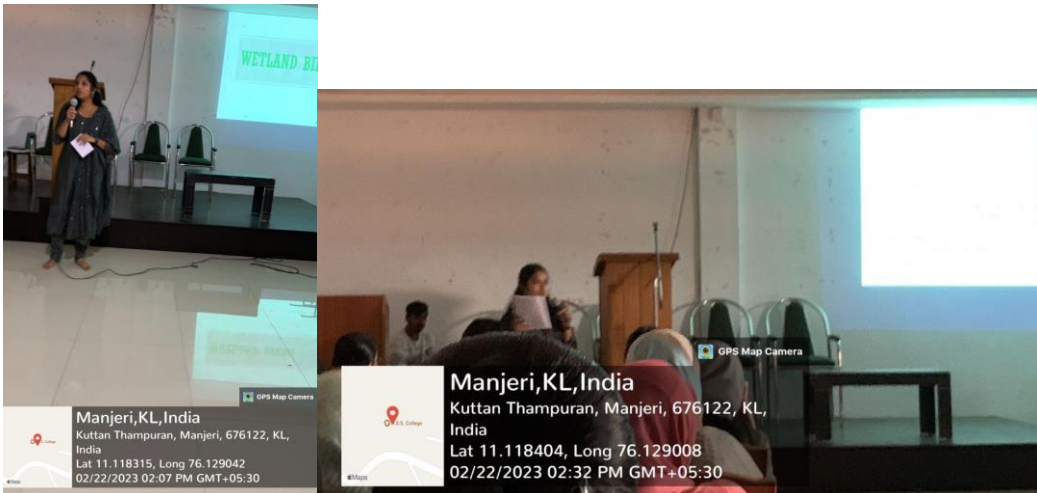 WETLAND BI
GPS Map Camera
Manjeri,KL,India
Kuttan Thampuran, Manjeri, 676122, KL,
India
Lat 11.118315, Long 76.129042
02/22/2023 02:07 PM GMT+05:30
GPS Map Camera
Manjeri,KL,India
Kuttan Thampuran, Manjeri, 676122, KL,
India
Lat 11.118404, Long 76.129008
02/22/2023 02:32 PM GMT+05:30
S.S. College
Maps